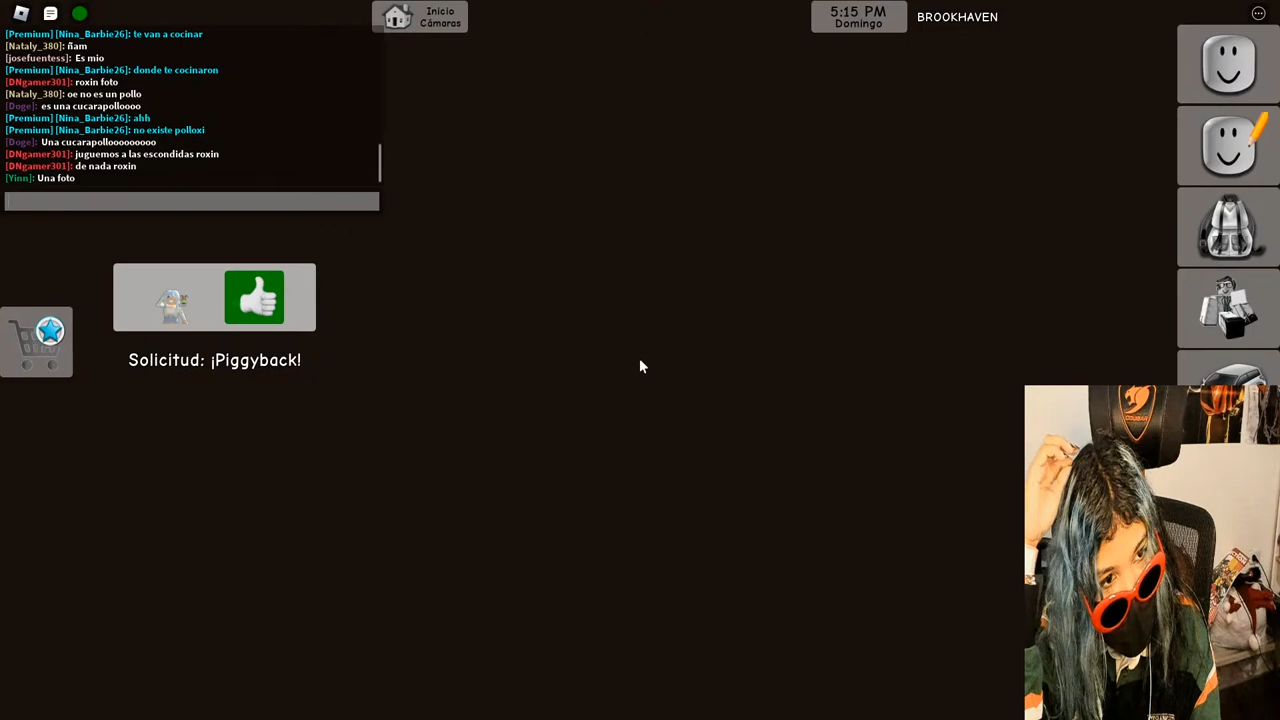 Inicio
Cámaras
5:15 PM
Domingo
BROOKHAVEN
[Premium] [Nina_Barbie26]: te van a cocinar
[Nataly_380]: ñam
[josefuentess]: Es mio
[Premium] [Nina_Barbie26]: donde te cocinaron
[DNgamer301]: roxin foto
[Nataly_380]: oe no es un pollo
[Doge]: es una cucarapolloooo
[Premium] [Nina_Barbie26]: ahh
[Premium] [Nina_Barbie26]: no existe polloxi
[Doge]: Una cucarapollooooooooo
[DNgamer301]: juguemos a las escondidas roxin
[DNgamer301]: de nada roxin
[Yinn]: Una foto
Solicitud: ¡Piggyback!
COUGAR